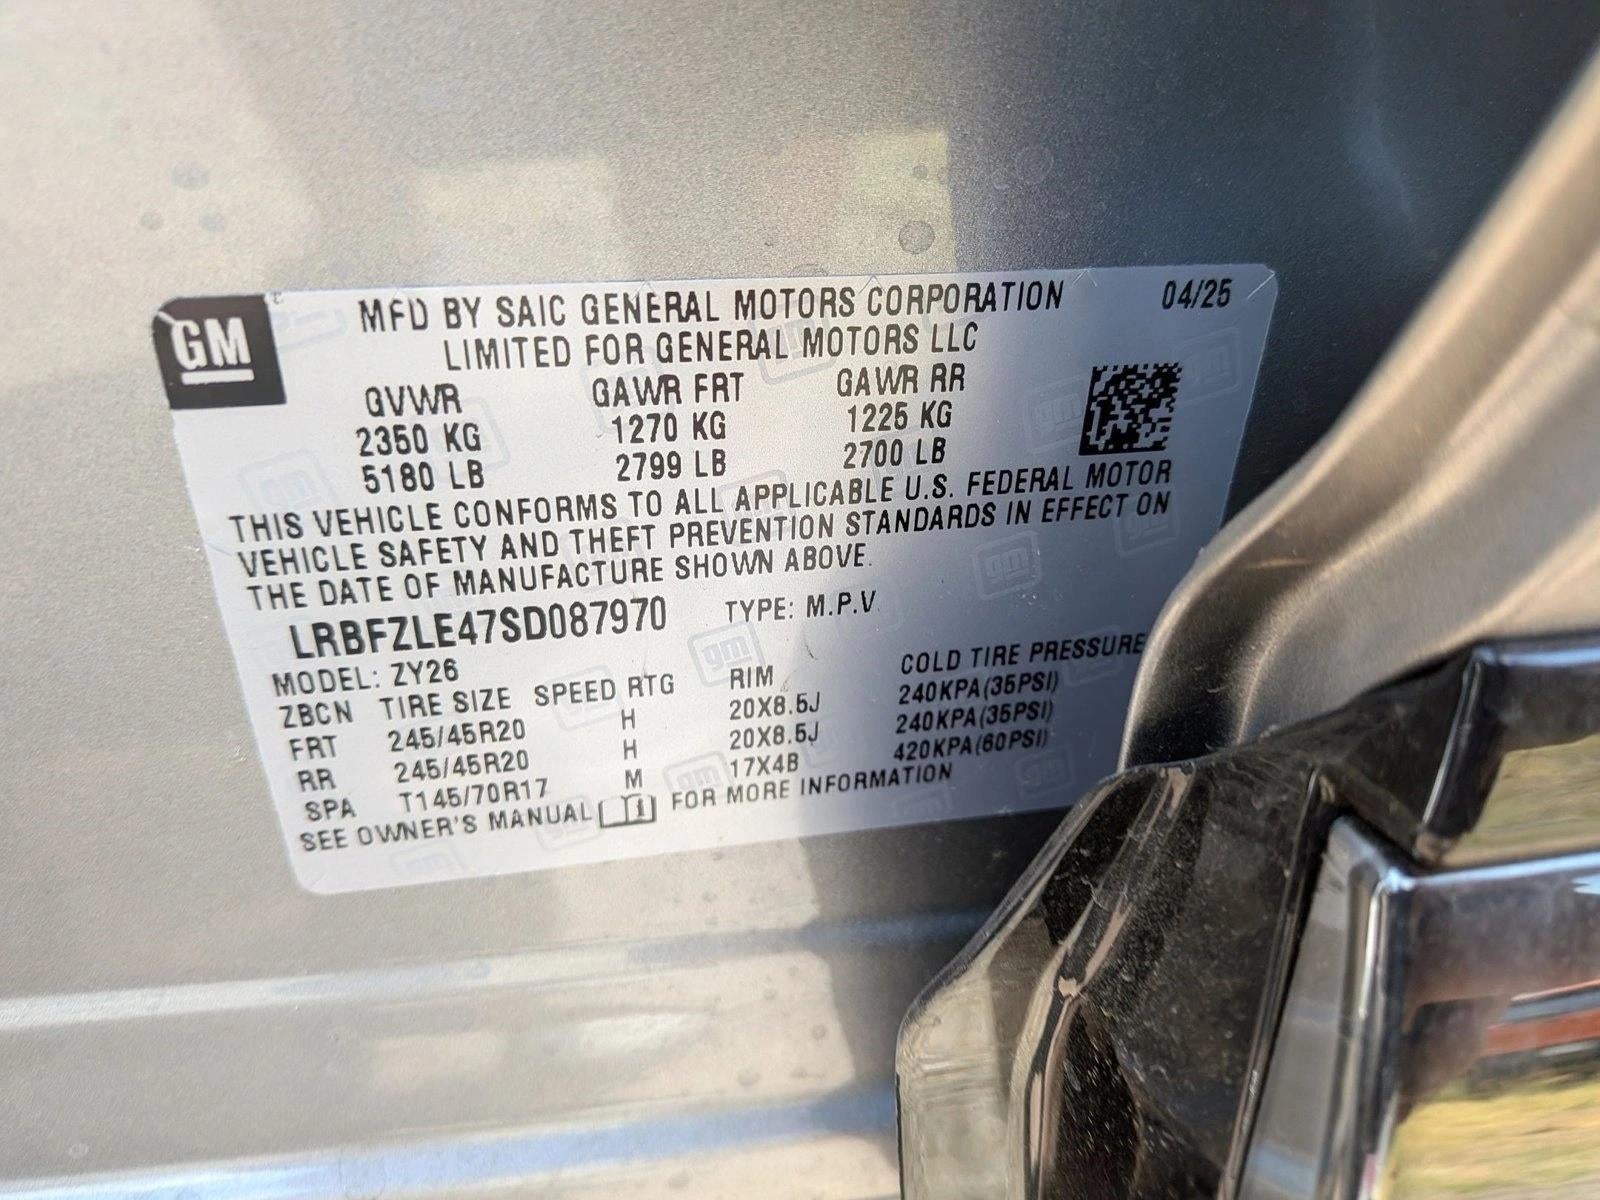 GM
MFD BY SAIC GENERAL MOTORS CORPORATION 04/25
LIMITED FOR GENERAL MOTORS LLC
GVWR GAWR FRT GAWR RR
2350 KG 1270 KG 1225 KG
5180 LB 2799 LB 2700 LB
THIS VEHICLE CONFORMS TO ALL APPLICABLE U.S. FEDERAL MOTOR
VEHICLE SAFETY AND THEFT PREVENTION STANDARDS IN EFFECT ON
THE DATE OF MANUFACTURE SHOWN ABOVE.
LRBFZLE47SD087970 TYPE: M.P.V
MODEL: ZY26
ZBCN TIRE SIZE SPEED RTG RIM COLD TIRE PRESSURE
FRT 245/45R20 H 20X8.5J 240KPA(35PSI)
RR 245/45R20 H 20X8.5J 240KPA(35PSI)
SPA T145/70R17 M 17X4B 420KPA(60PSI)
SEE OWNER'S MANUAL i FOR MORE INFORMATION